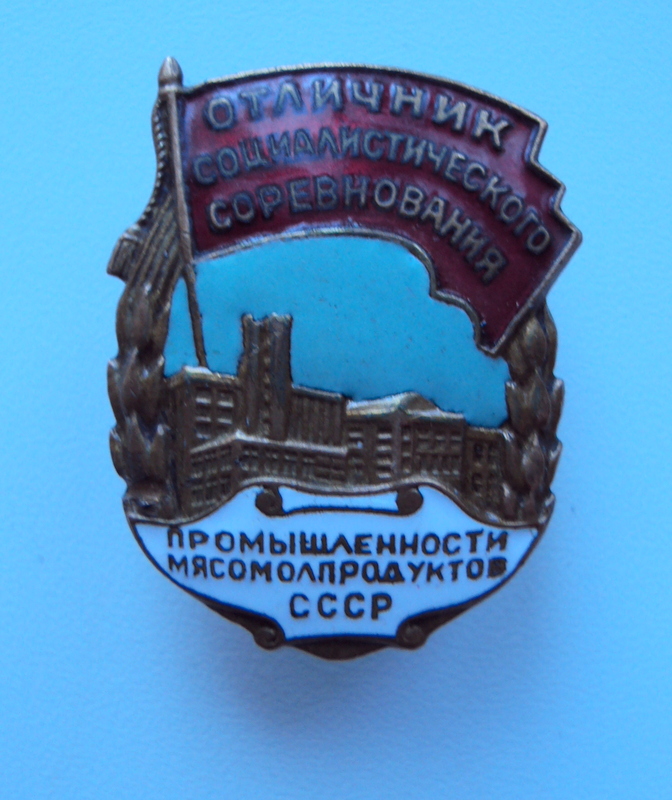 ОТЛИЧНИК
СОЦИАЛИСТИЧЕСКОГО
СОРЕВНОВАНИЯ
ПРОМЫШЛЕННОСТИ
МЯСОМОЛПРОДУКТОВ
СССР